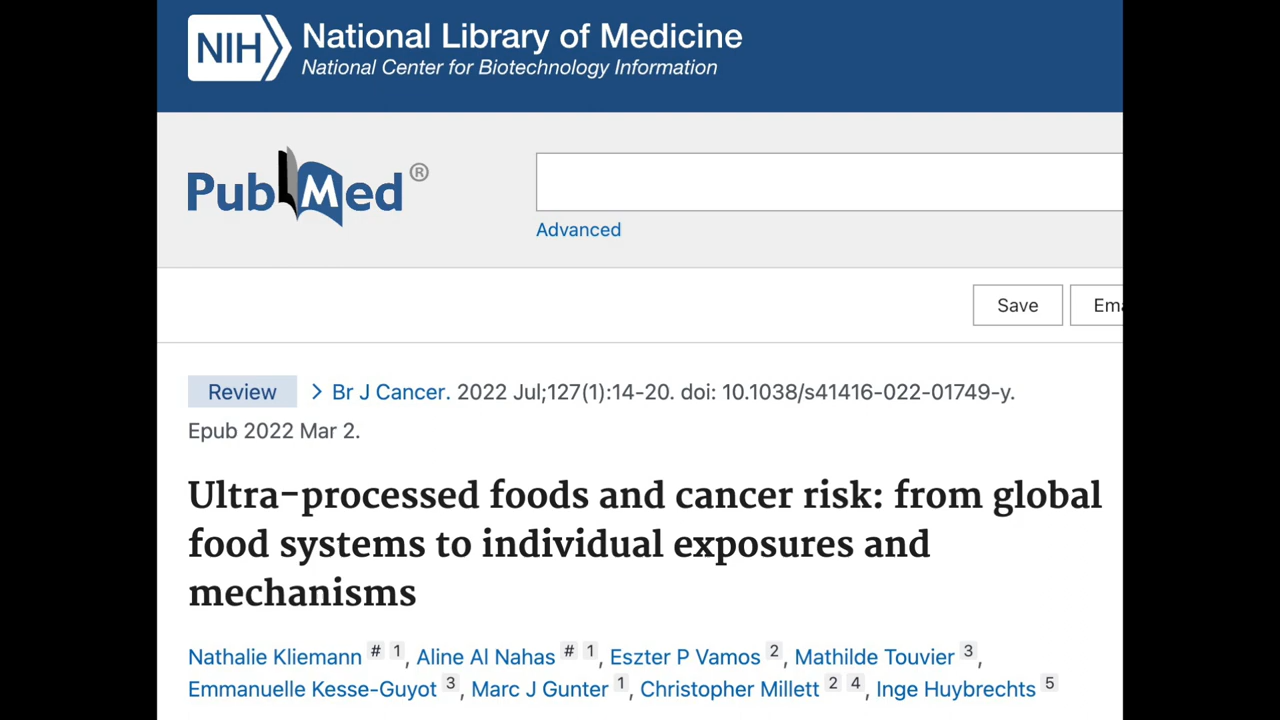 NIH National Library of Medicine
National Center for Biotechnology Information
PubMed®
Advanced
Save
Ema
Review > Br J Cancer. 2022 Jul;127(1):14-20. doi: 10.1038/s41416-022-01749-y.
Epub 2022 Mar 2.
Ultra-processed foods and cancer risk: from global
food systems to individual exposures and
mechanisms
Nathalie Kliemann # 1, Aline Al Nahas # 1, Eszter P Vamos 2, Mathilde Touvier 3,
Emmanuelle Kesse-Guyot 3, Marc J Gunter 1, Christopher Millett 2 4, Inge Huybrechts 5